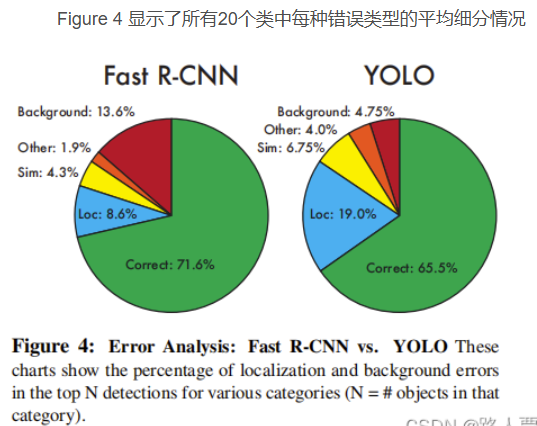 Figure 4 显示了所有20个类中每种错误类型的平均细分情况
Fast R-CNN
YOLO
Background: 13.6%
Other: 1.9%
Sim: 4.3%
Loc: 8.6%
Correct: 71.6%
Background: 4.75%
Other: 4.0%
Sim: 6.75%
Loc: 19.0%
Correct: 65.5%
Figure 4: Error Analysis: Fast R-CNN vs. YOLO These
charts show the percentage of localization and background errors
in the top N detections for various categories (N = # objects in that
category).
CSDN @路人贾